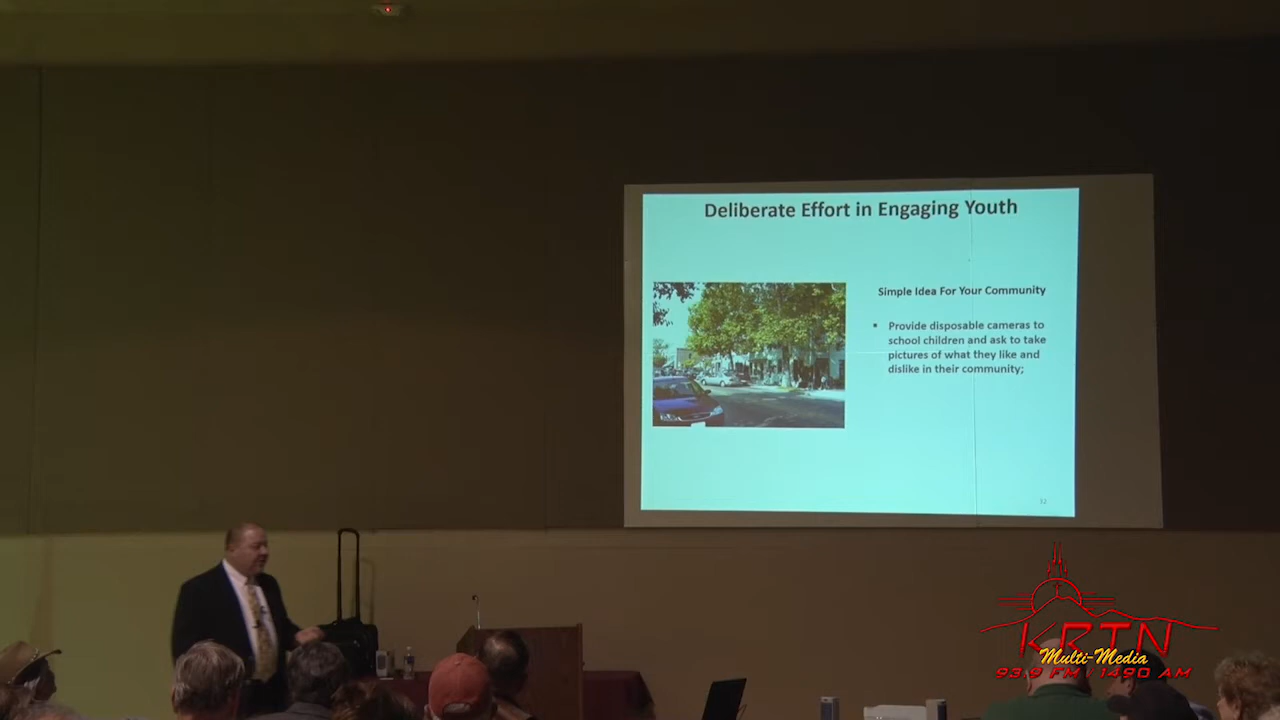 Deliberate Effort in Engaging Youth
Simple Idea For Your Community
▪ Provide disposable cameras to
school children and ask to take
pictures of what they like and
dislike in their community;
32
KRTN
Multi-Media
93.9 FM / 1490 AM